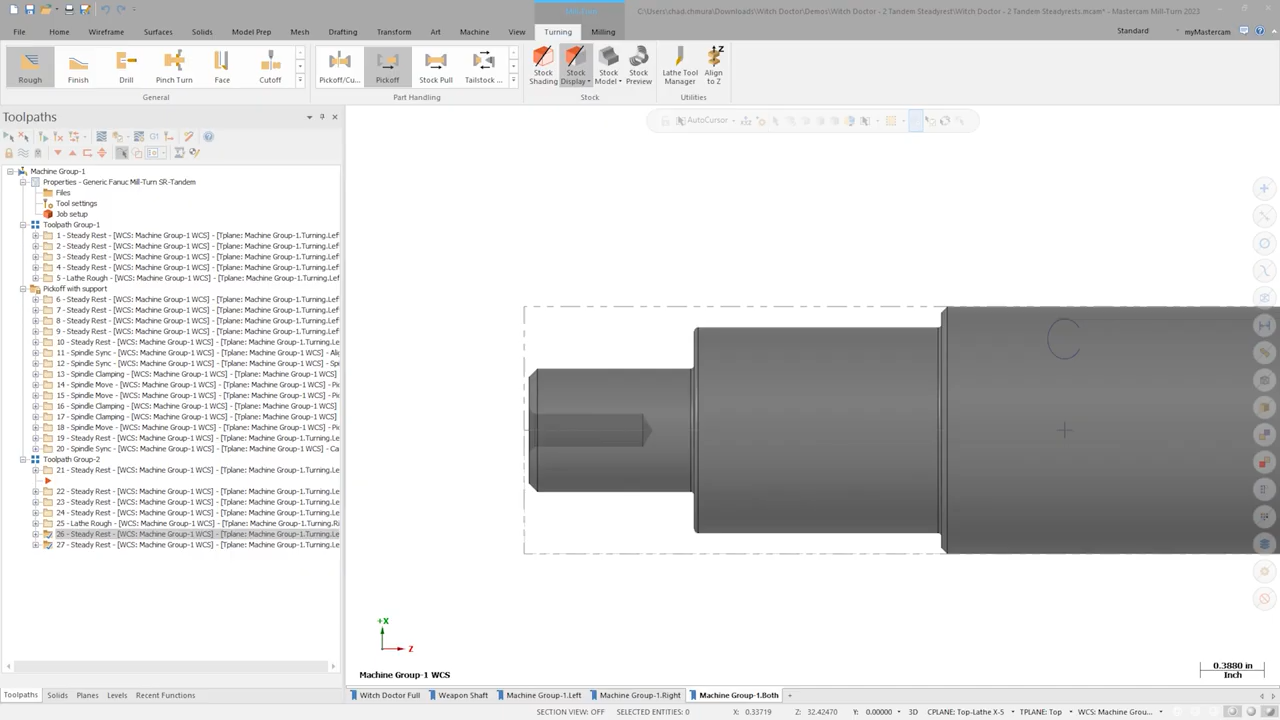 C:\Users\chad.chmura\Downloads\Witch Doctor\Demos\Witch Doctor - 2 Tandem Steadyrest\Witch Doctor - 2 Tandem Steadyrests.mcam* - Mastercam Mill-Turn 2023
File Home Wireframe Surfaces Solids Model Prep Mesh Drafting Transform Art Machine View Turning Milling Standard myMastercam
Rough Finish Drill Pinch Turn Face Cutoff
Pickoff/Cu... Pickoff Stock Pull Tailstock ...
Stock Shading Stock Display Stock Model Stock Preview
Lathe Tool Manager Align to Z
General Part Handling Stock Utilities
Toolpaths
AutoCursor
Machine Group-1
Properties - Generic Fanuc Mill-Turn SR-Tandem
Files
Tool settings
Job setup
Toolpath Group-1
1 - Steady Rest - [WCS: Machine Group-1 WCS] - [Tplane: Machine Group-1.Turning.Left
2 - Steady Rest - [WCS: Machine Group-1 WCS] - [Tplane: Machine Group-1.Turning.Left
3 - Steady Rest - [WCS: Machine Group-1 WCS] - [Tplane: Machine Group-1.Turning.Left
4 - Steady Rest - [WCS: Machine Group-1 WCS] - [Tplane: Machine Group-1.Turning.Left
5 - Lathe Rough - [WCS: Machine Group-1 WCS] - [Tplane: Machine Group-1.Turning.Le
Pickoff with support
6 - Steady Rest - [WCS: Machine Group-1 WCS] - [Tplane: Machine Group-1.Turning.Left
7 - Steady Rest - [WCS: Machine Group-1 WCS] - [Tplane: Machine Group-1.Turning.Left
8 - Steady Rest - [WCS: Machine Group-1 WCS] - [Tplane: Machine Group-1.Turning.Left
9 - Steady Rest - [WCS: Machine Group-1 WCS] - [Tplane: Machine Group-1.Turning.Left
10 - Steady Rest - [WCS: Machine Group-1 WCS] - [Tplane: Machine Group-1.Turning.Le
11 - Spindle Sync - [WCS: Machine Group-1 WCS] - [Tplane: Machine Group-1 WCS] - Ali
12 - Spindle Sync - [WCS: Machine Group-1 WCS] - [Tplane: Machine Group-1 WCS] - Sp
13 - Spindle Clamping - [WCS: Machine Group-1 WCS] - [Tplane: Machine Group-1 WCS]
14 - Spindle Move - [WCS: Machine Group-1 WCS] - [Tplane: Machine Group-1 WCS] - Pic
15 - Spindle Move - [WCS: Machine Group-1 WCS] - [Tplane: Machine Group-1 WCS] - Pic
16 - Spindle Clamping - [WCS: Machine Group-1 WCS] - [Tplane: Machine Group-1 WCS]
17 - Spindle Clamping - [WCS: Machine Group-1 WCS] - [Tplane: Machine Group-1 WCS]
18 - Spindle Move - [WCS: Machine Group-1 WCS] - [Tplane: Machine Group-1 WCS] - Pic
19 - Steady Rest - [WCS: Machine Group-1 WCS] - [Tplane: Machine Group-1.Turning.Le
20 - Spindle Sync - [WCS: Machine Group-1 WCS] - [Tplane: Machine Group-1 WCS] - Ca
Toolpath Group-2
21 - Steady Rest - [WCS: Machine Group-1 WCS] - [Tplane: Machine Group-1.Turning.Le
22 - Steady Rest - [WCS: Machine Group-1 WCS] - [Tplane: Machine Group-1.Turning.Le
23 - Steady Rest - [WCS: Machine Group-1 WCS] - [Tplane: Machine Group-1.Turning.Le
24 - Steady Rest - [WCS: Machine Group-1 WCS] - [Tplane: Machine Group-1.Turning.Le
25 - Lathe Rough - [WCS: Machine Group-1 WCS] - [Tplane: Machine Group-1.Turning.Ri
26 - Steady Rest - [WCS: Machine Group-1 WCS] - [Tplane: Machine Group-1.Turning.Le
27 - Steady Rest - [WCS: Machine Group-1 WCS] - [Tplane: Machine Group-1.Turning.Le
+X
Z
Machine Group-1 WCS
0.3880 in
Inch
Toolpaths Solids Planes Levels Recent Functions
Witch Doctor Full Weapon Shaft Machine Group-1.Left Machine Group-1.Right Machine Group-1.Both +
SECTION VIEW: OFF SELECTED ENTITIES: 0 X: 0.33719 Z: 32.42470 Y: 0.00000 3D CPLANE: Top-Lathe X-5 TPLANE: Top WCS: Machine Grou...